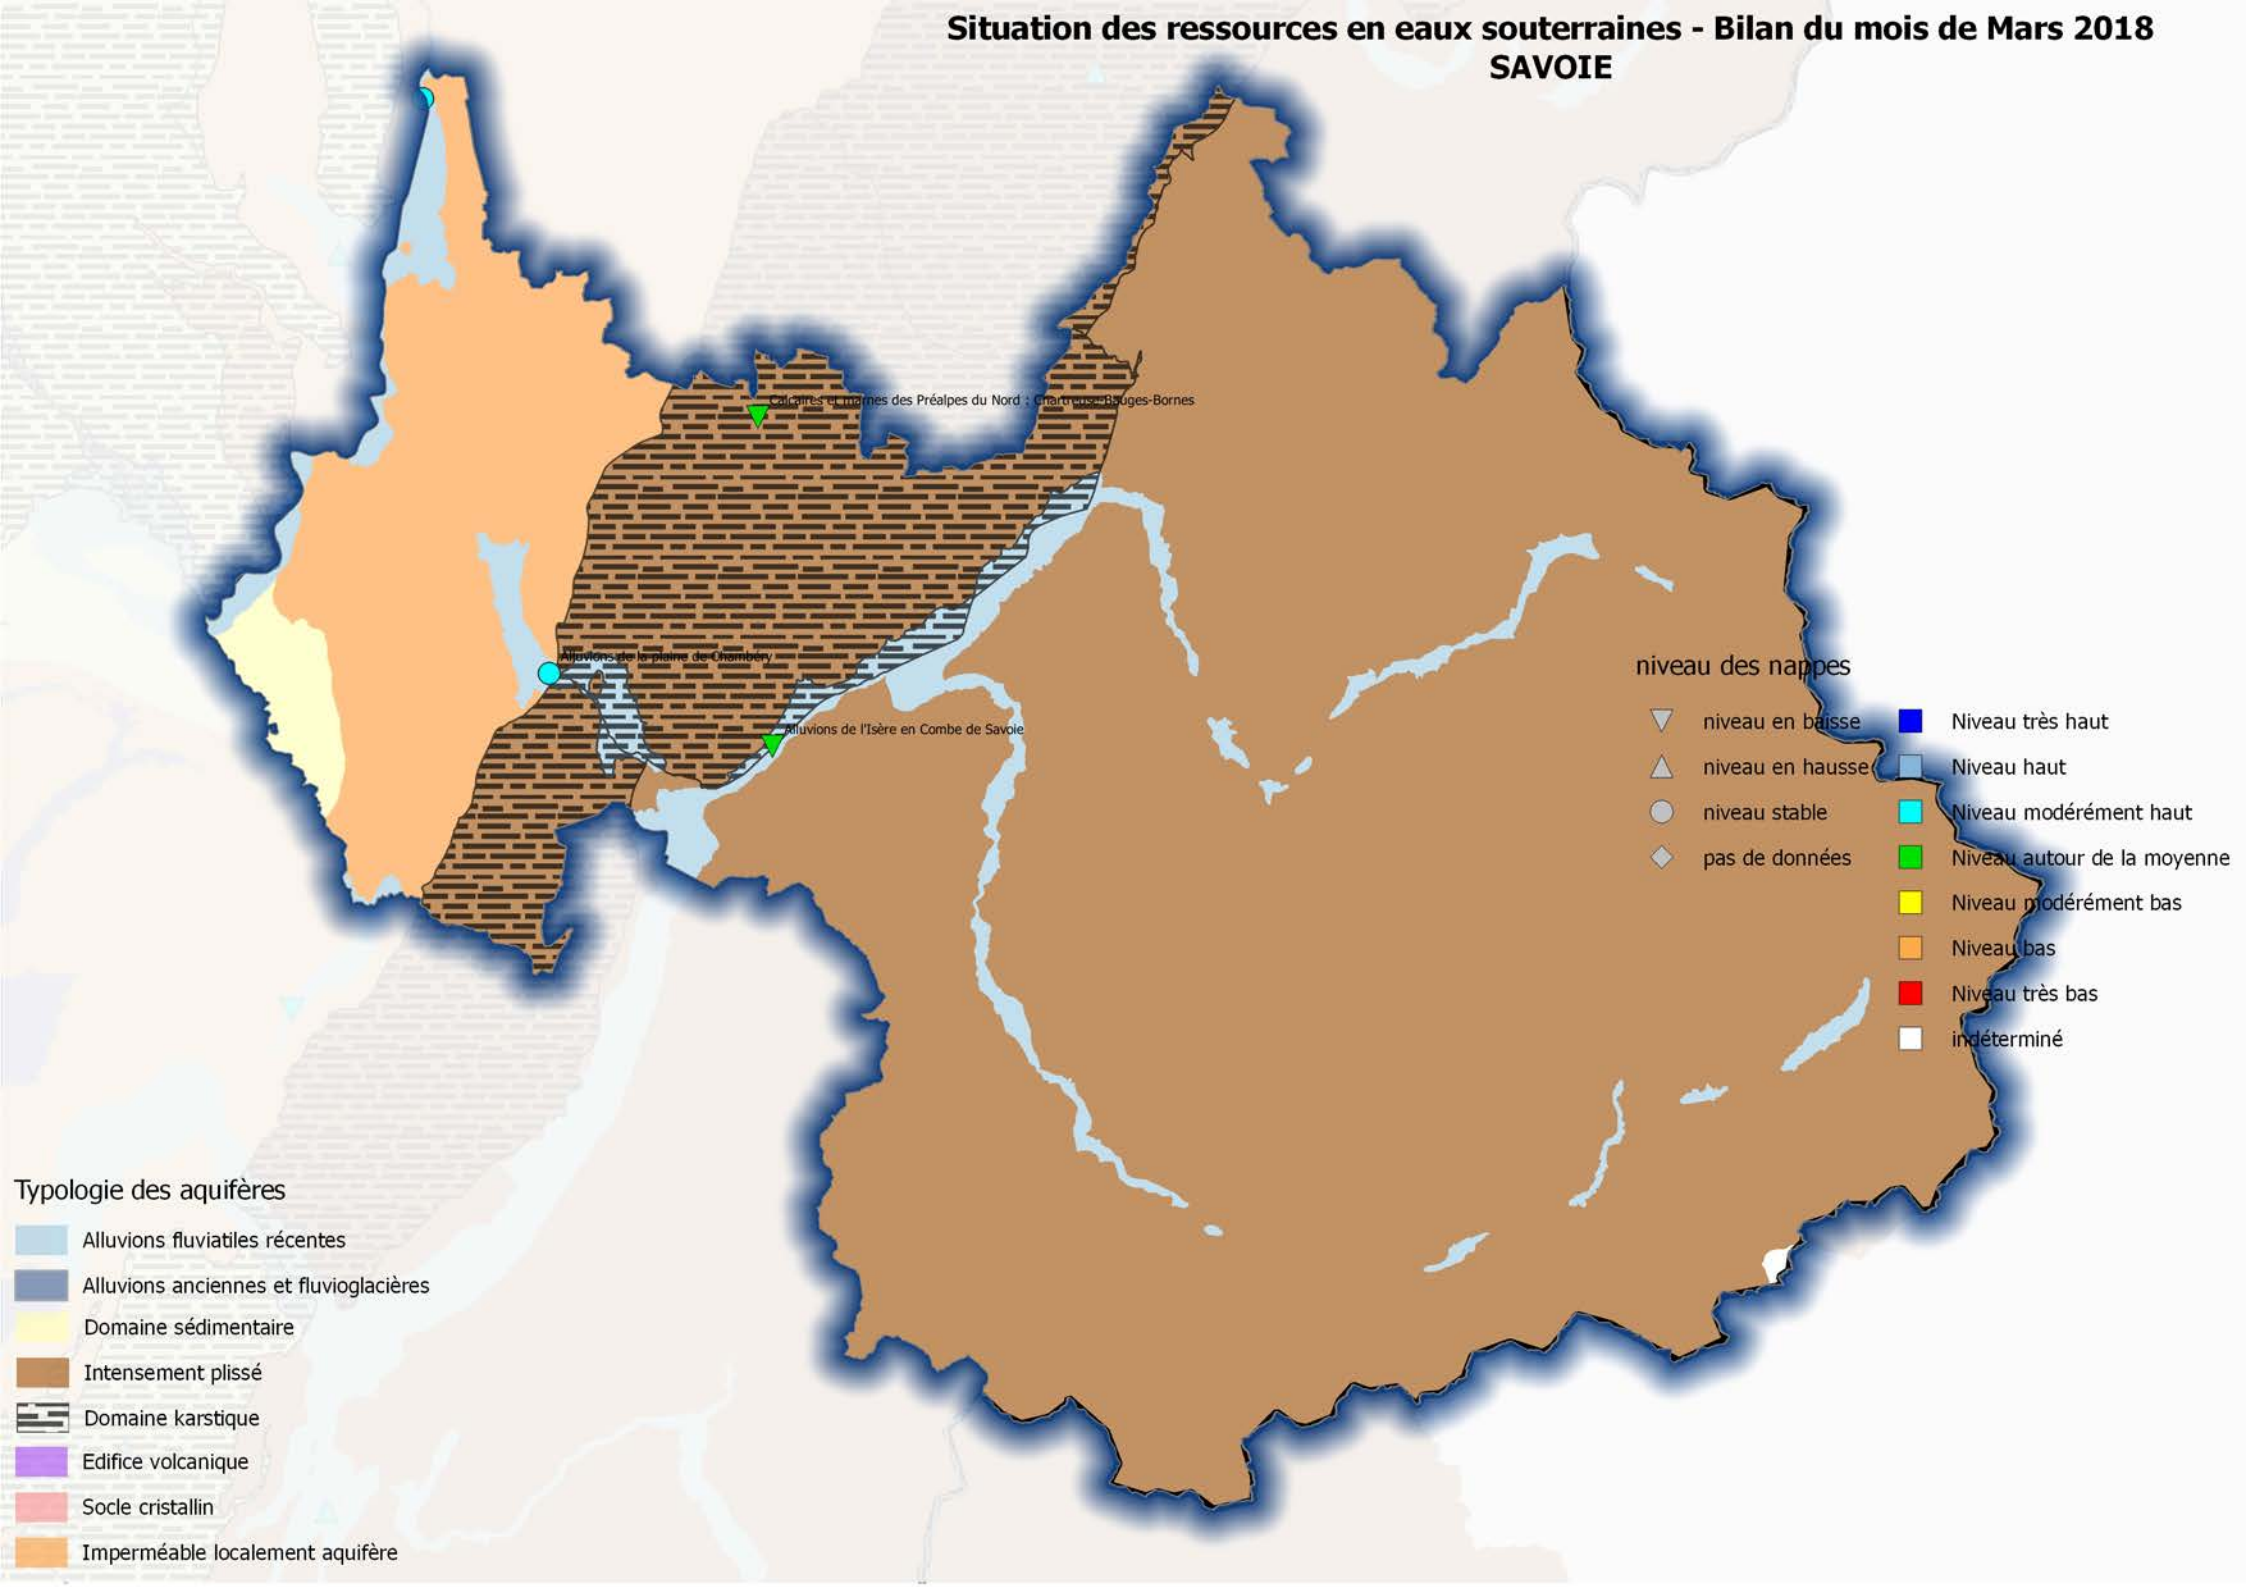 Situation des ressources en eaux souterraines - Bilan du mois de Mars 2018
SAVOIE
Calcaires et marnes des Préalpes du Nord : Chartreuse-Bauges-Bornes
Alluvions de la plaine de Chambéry
Alluvions de l'Isère en Combe de Savoie
niveau des nappes
niveau en baisse
niveau en hausse
niveau stable
pas de données
Niveau très haut
Niveau haut
Niveau modérément haut
Niveau autour de la moyenne
Niveau modérément bas
Niveau bas
Niveau très bas
indéterminé
Typologie des aquifères
Alluvions fluviatiles récentes
Alluvions anciennes et fluvioglacières
Domaine sédimentaire
Intensement plissé
Domaine karstique
Edifice volcanique
Socle cristallin
Imperméable localement aquifère